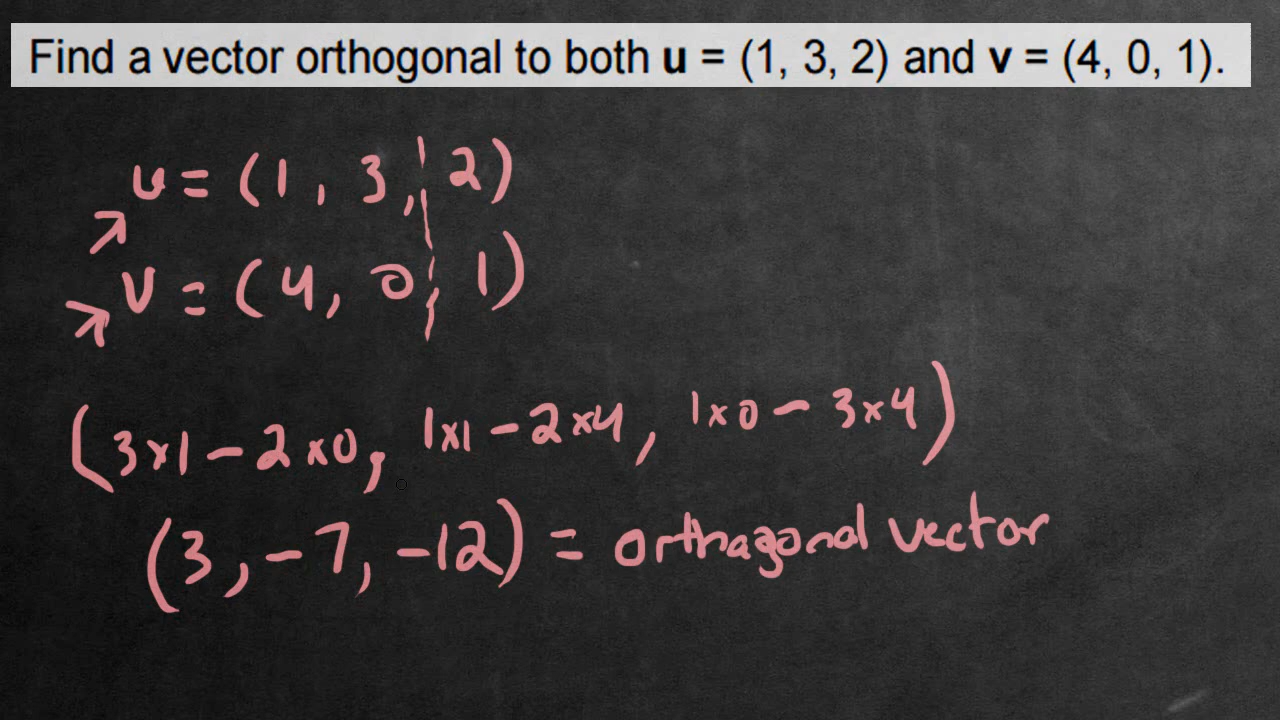 Find a vector orthogonal to both u = (1, 3, 2) and v = (4, 0, 1).
u = (1, 3, 2)
v = (4, 0, 1)
(3×1 - 2×0, 1×1 - 2×4, 1×0 - 3×4)
(3, -7, -12) = orthagonal vector